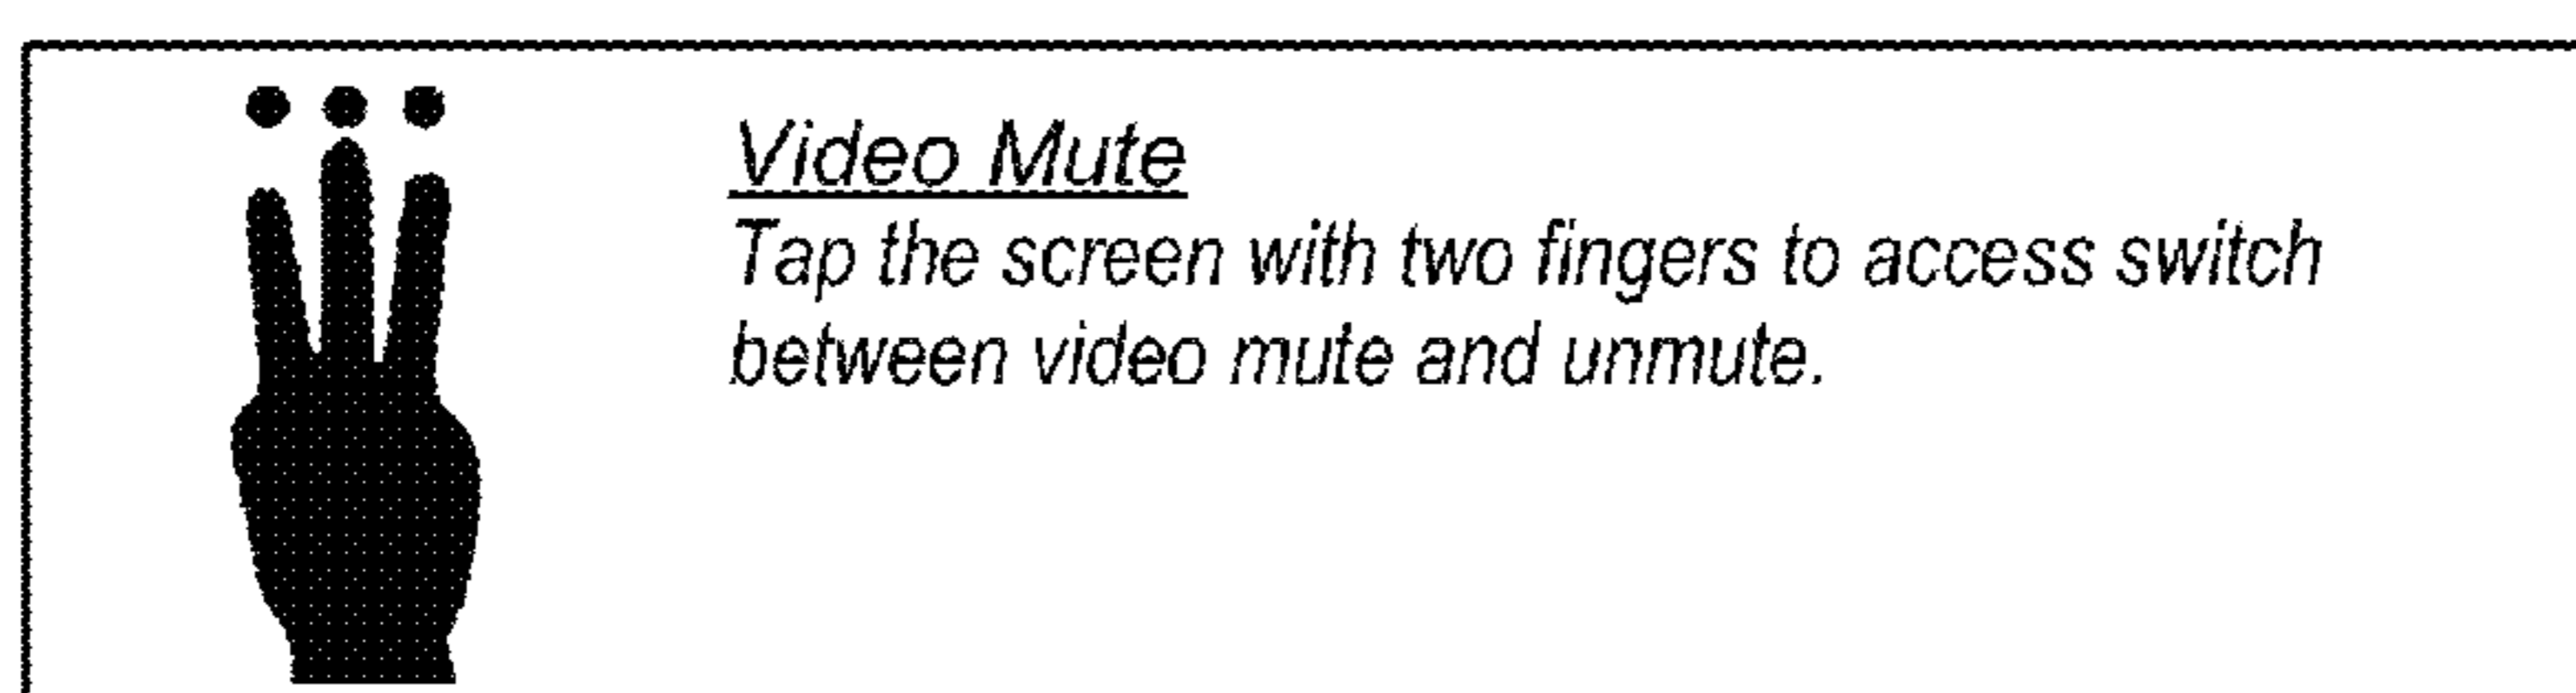 Video Mute
Tap the screen with two fingers to access switch
between video mute and unmute.